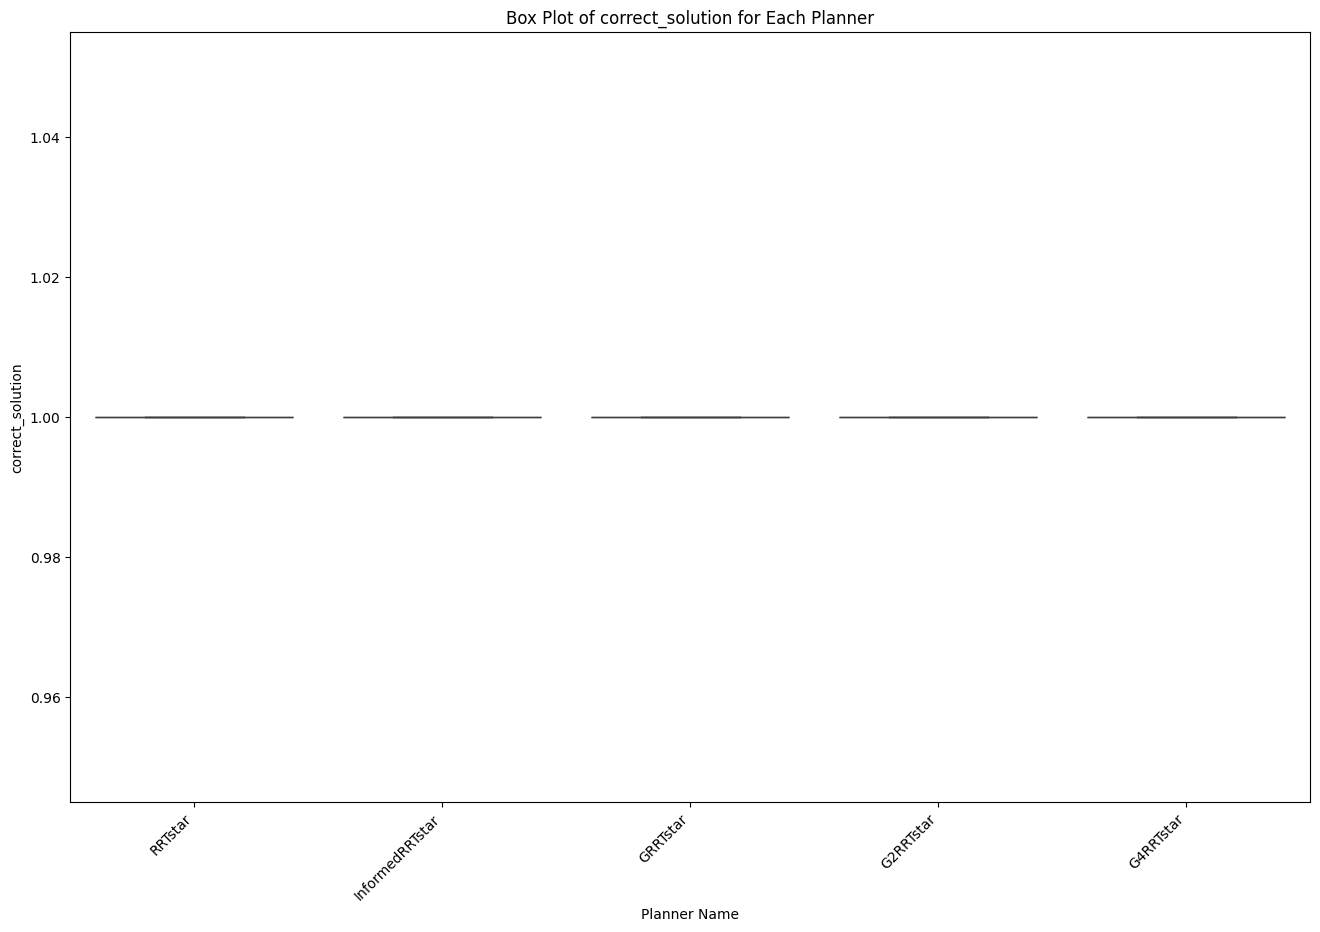 Box Plot of correct_solution for Each Planner
1.04
1.02
1.00
0.98
0.96
correct_solution
RRTstar
InformedRRTstar
GRRTstar
G2RRTstar
G4RRTstar
Planner Name